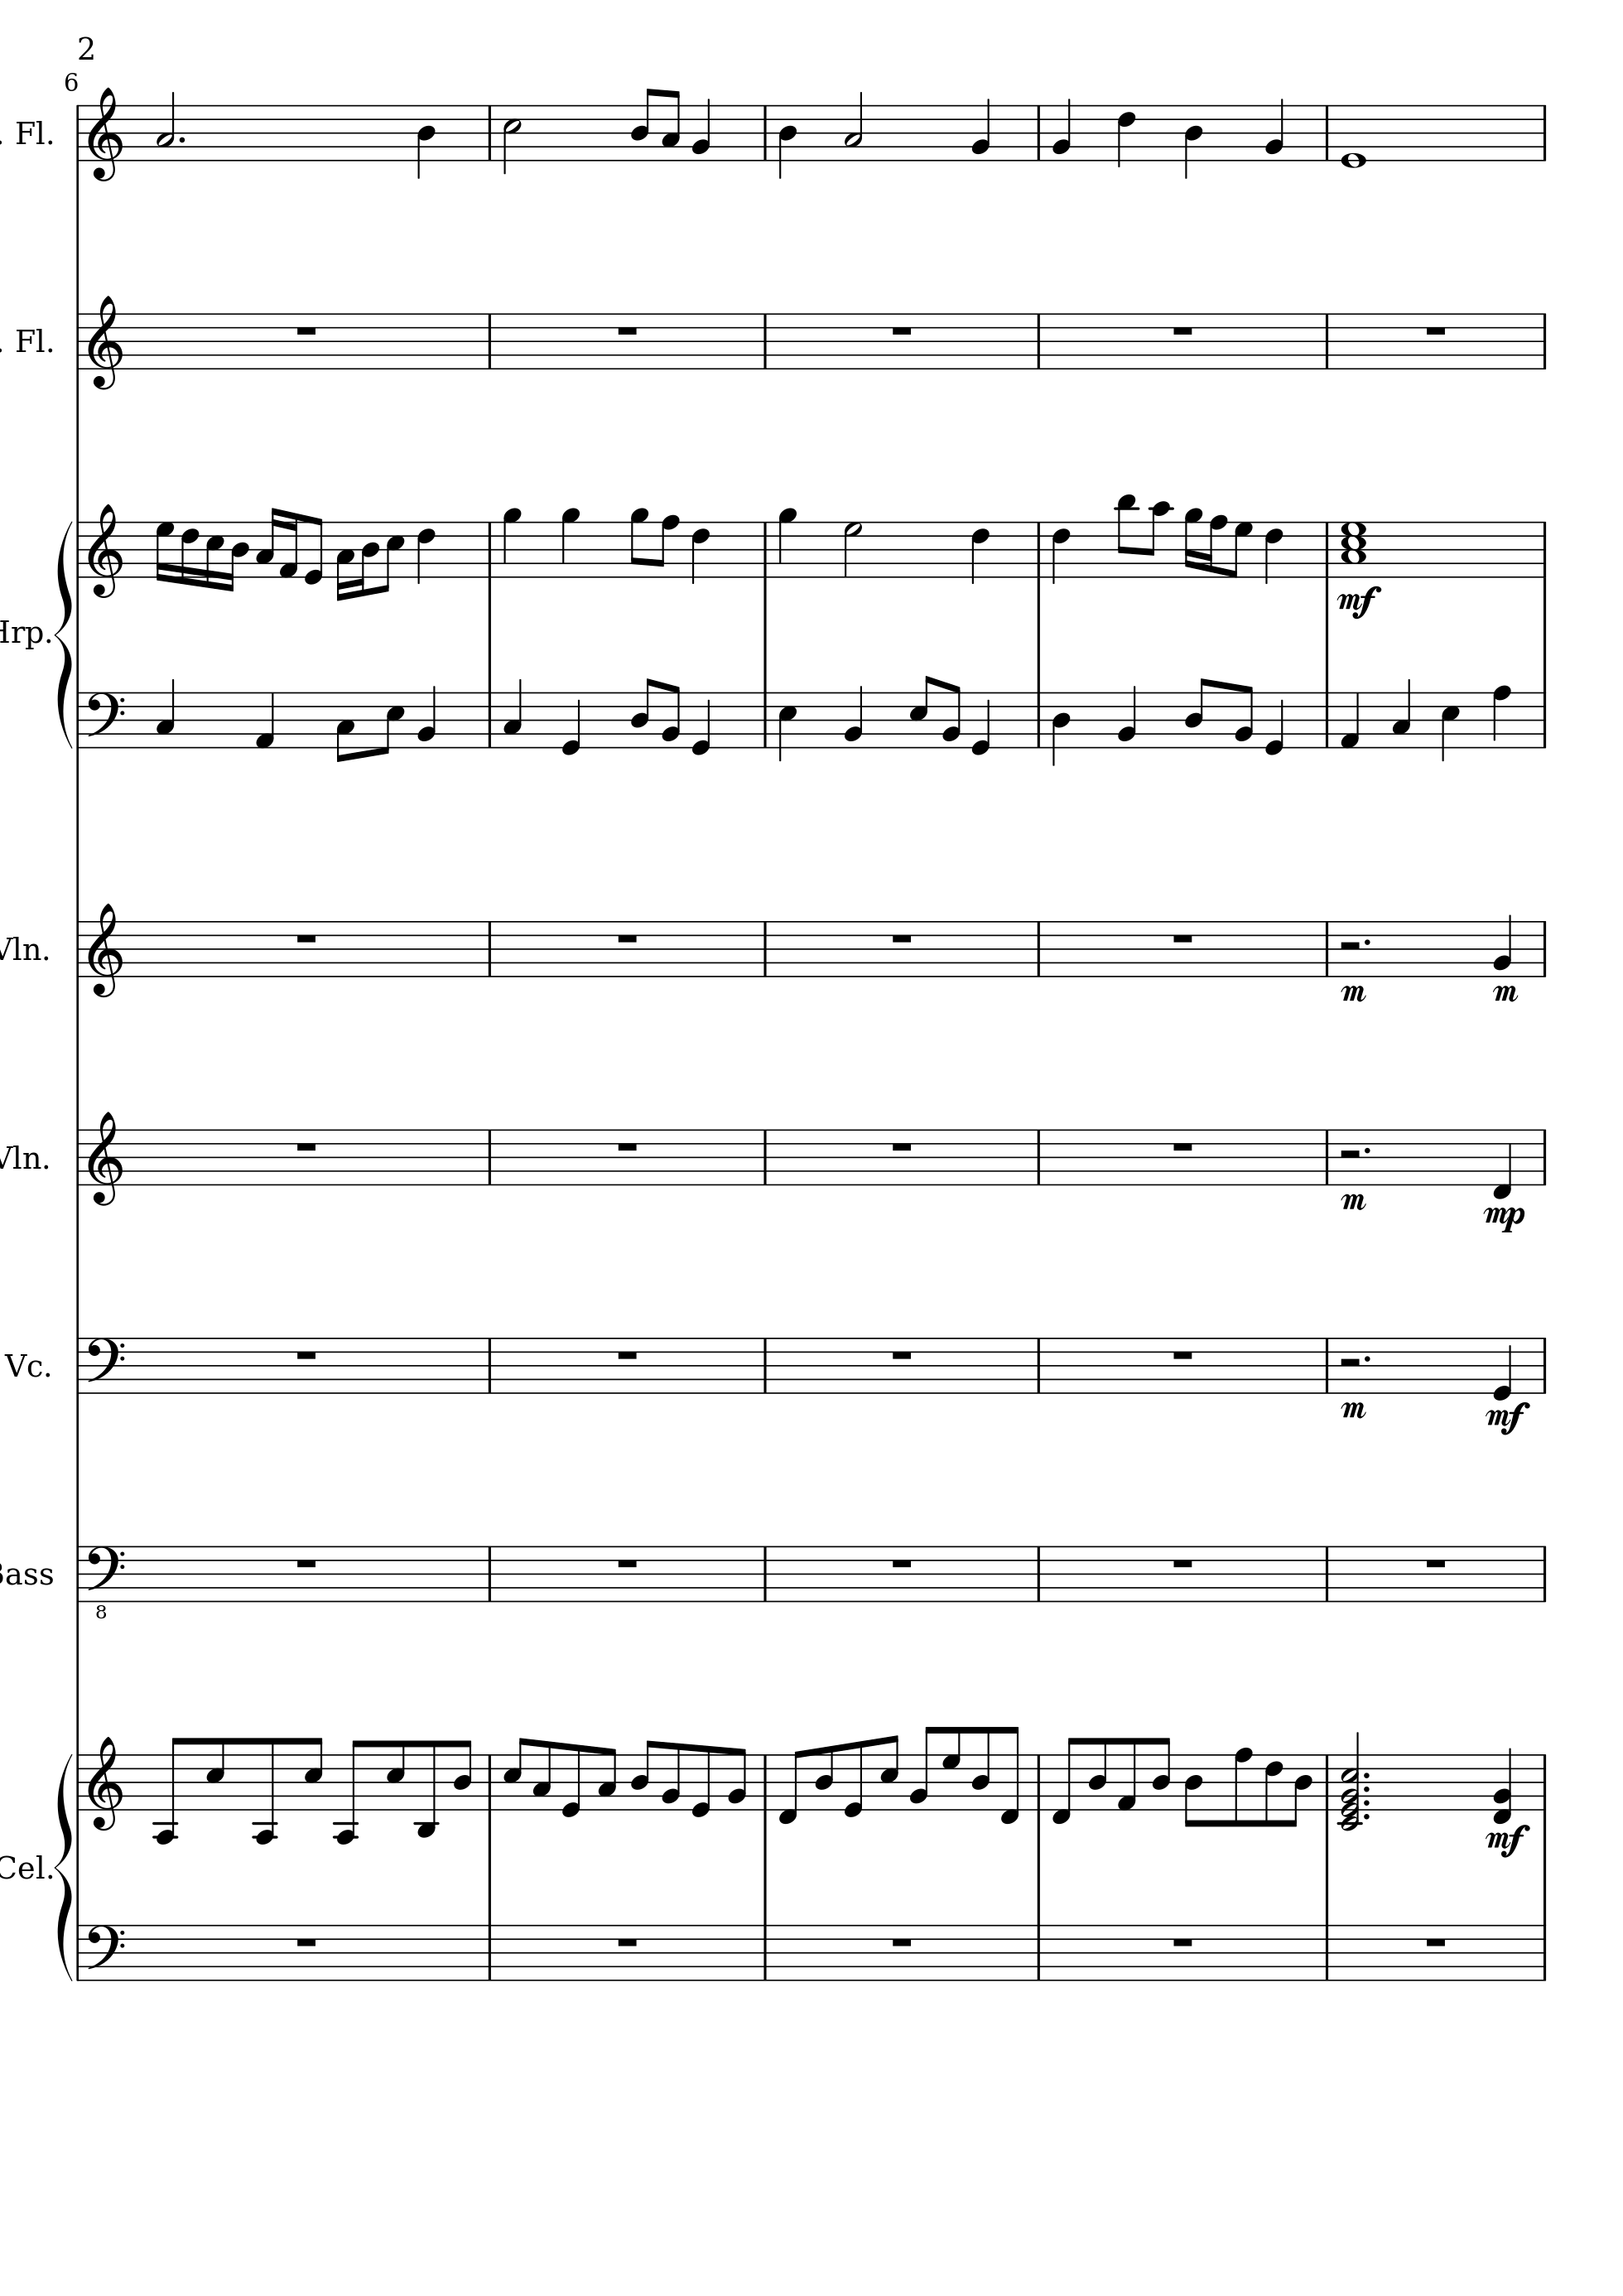 2
6
. Fl.
. Fl.
mf
Hrp.
Vln.
m m
Vln.
m mp
Vc.
m mf
Bass
8
Cel.
mf